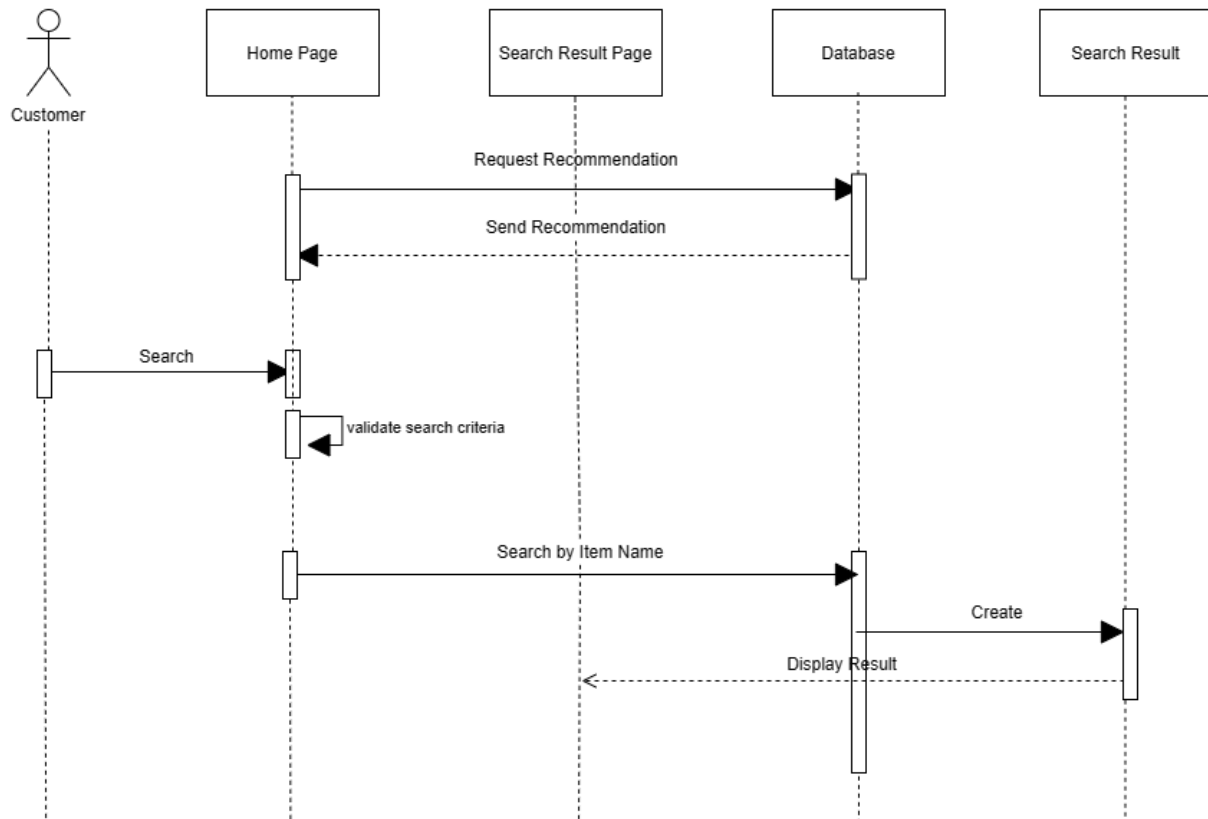 Customer
Home Page
Search Result Page
Database
Search Result
Request Recommendation
Send Recommendation
Search
validate search criteria
Search by Item Name
Create
Display Result